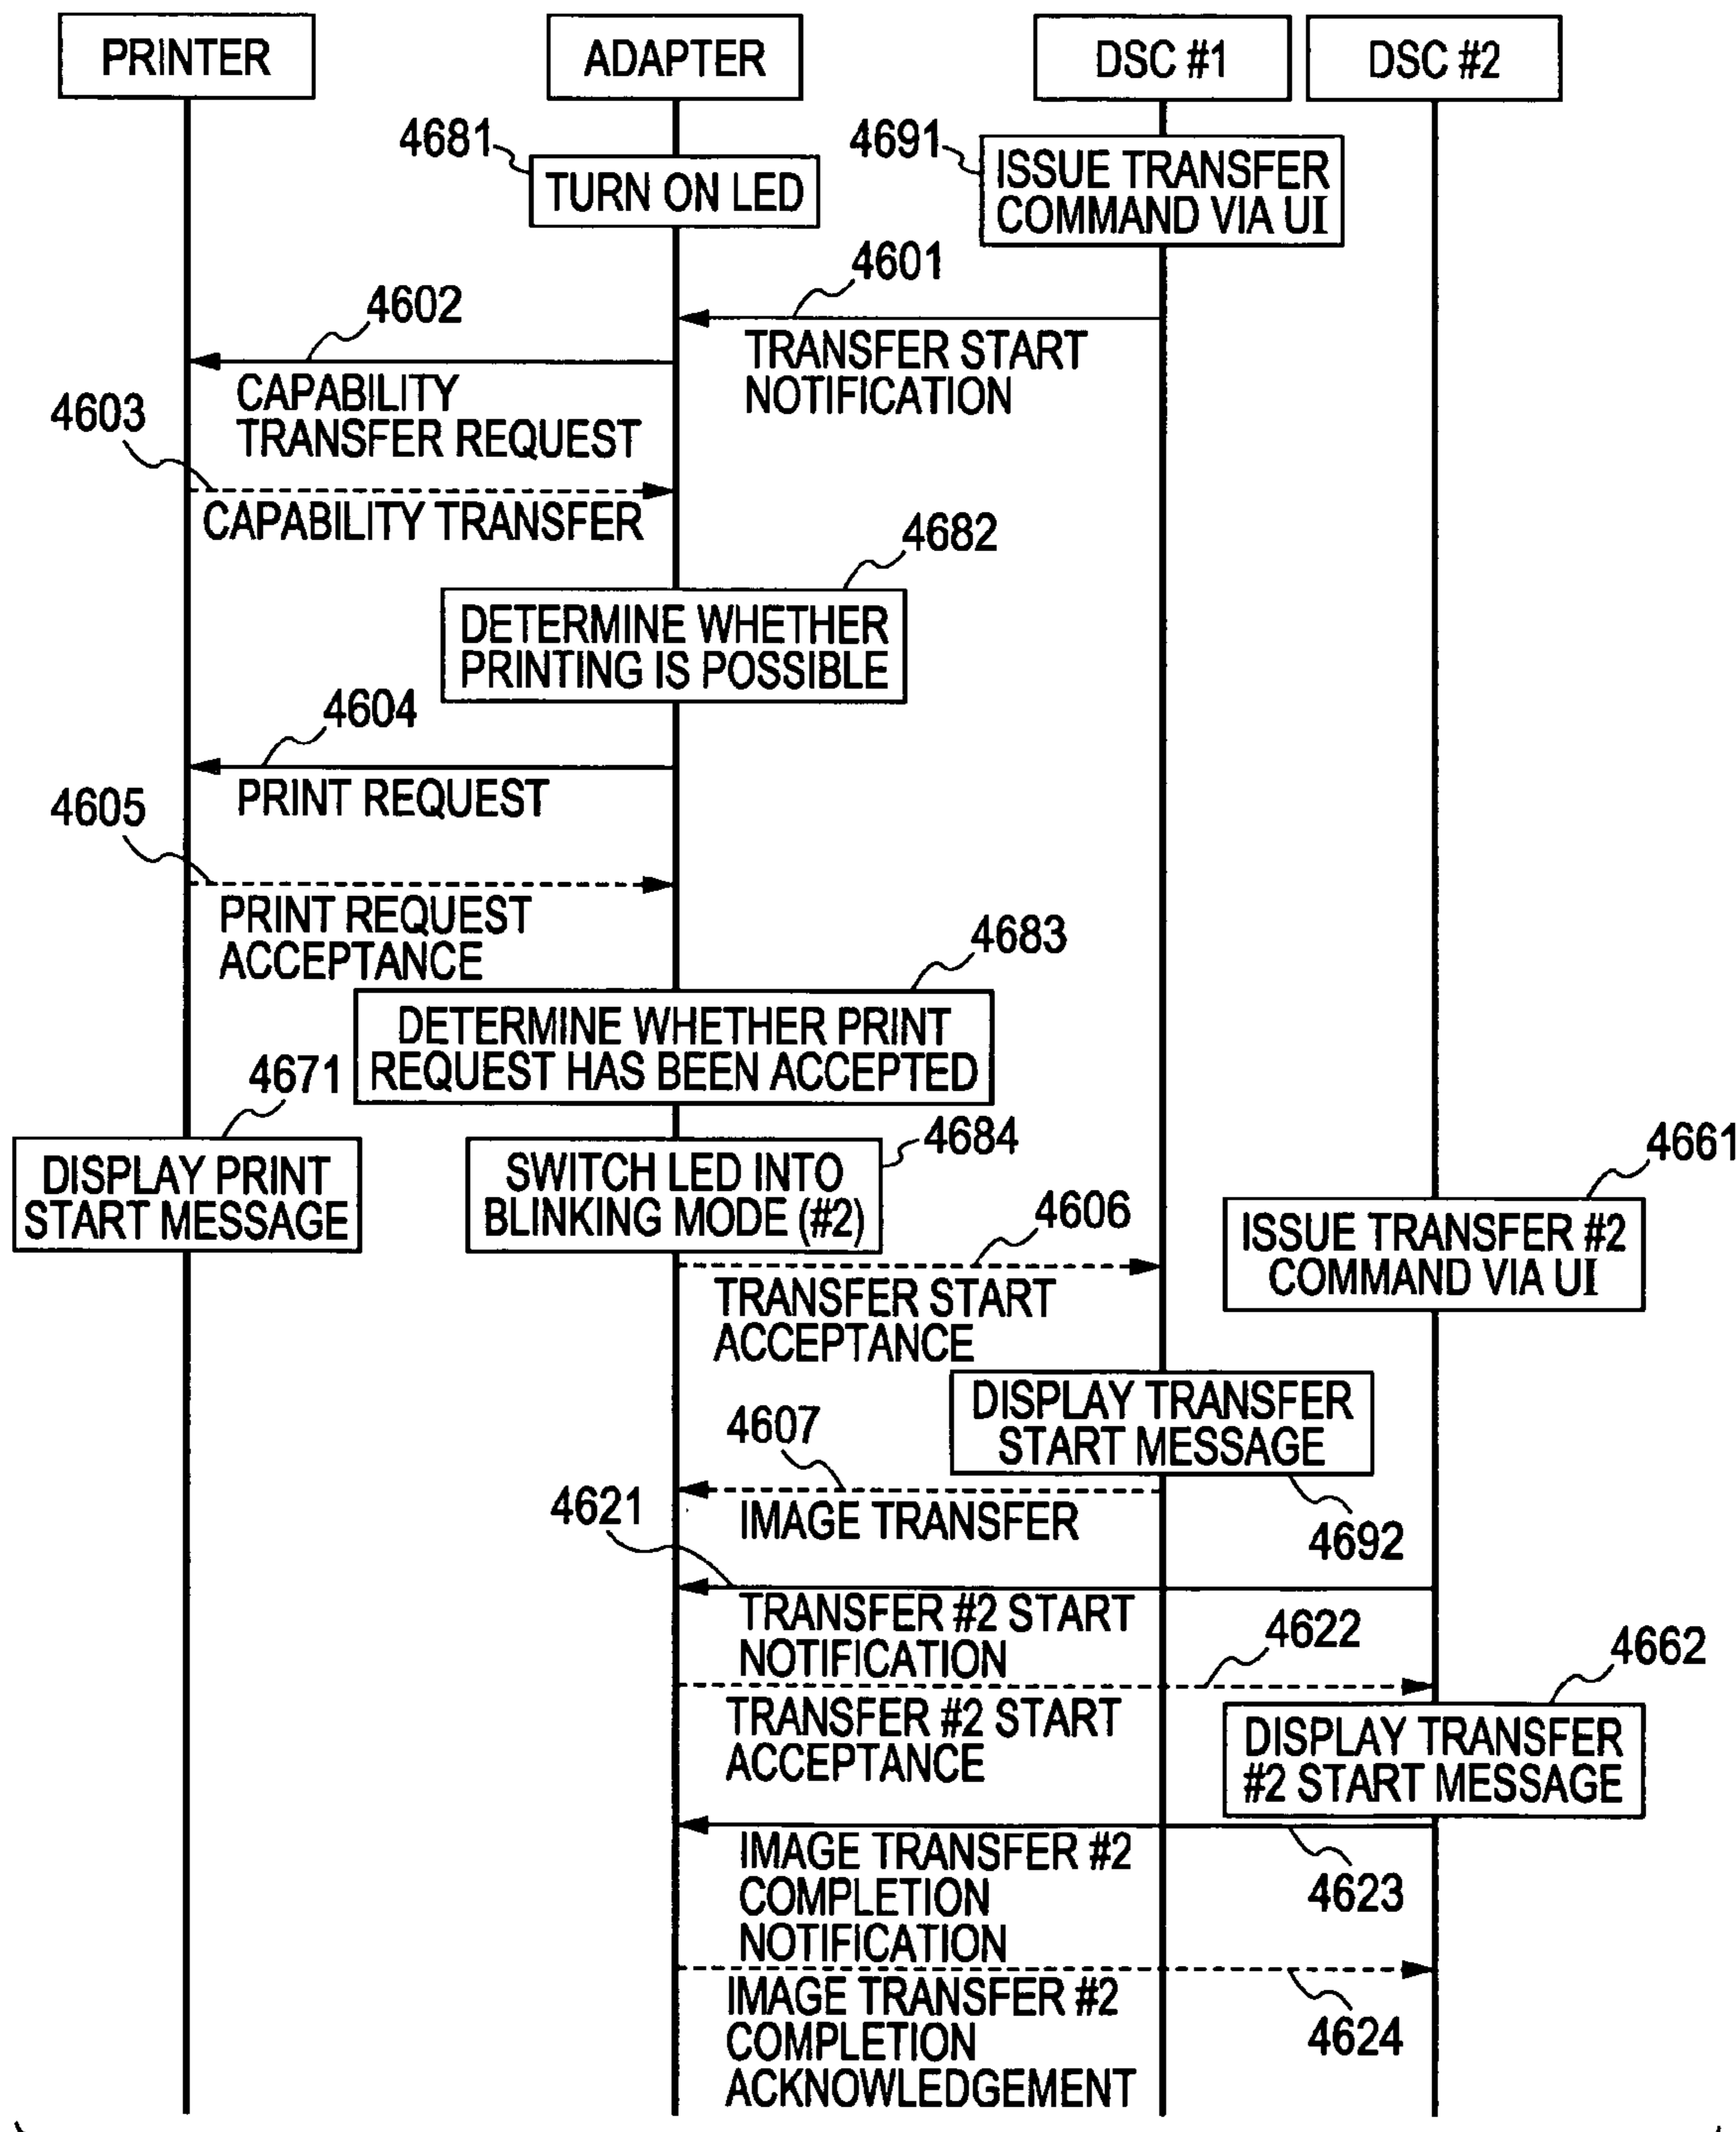 PRINTER
ADAPTER
DSC #1
DSC #2
4681
TURN ON LED
4691
ISSUE TRANSFER
COMMAND VIA UI
4601
TRANSFER START
NOTIFICATION
4602
CAPABILITY
TRANSFER REQUEST
4603
CAPABILITY TRANSFER
4682
DETERMINE WHETHER
PRINTING IS POSSIBLE
4604
PRINT REQUEST
4605
PRINT REQUEST
ACCEPTANCE
4683
DETERMINE WHETHER PRINT
REQUEST HAS BEEN ACCEPTED
4671
DISPLAY PRINT
START MESSAGE
4684
SWITCH LED INTO
BLINKING MODE (#2)
4661
ISSUE TRANSFER #2
COMMAND VIA UI
4606
TRANSFER START
ACCEPTANCE
DISPLAY TRANSFER
START MESSAGE
4692
4607
IMAGE TRANSFER
4621
TRANSFER #2 START
NOTIFICATION
4622
TRANSFER #2 START
ACCEPTANCE
4662
DISPLAY TRANSFER
#2 START MESSAGE
IMAGE TRANSFER #2
COMPLETION
NOTIFICATION
4623
IMAGE TRANSFER #2
COMPLETION
ACKNOWLEDGEMENT
4624